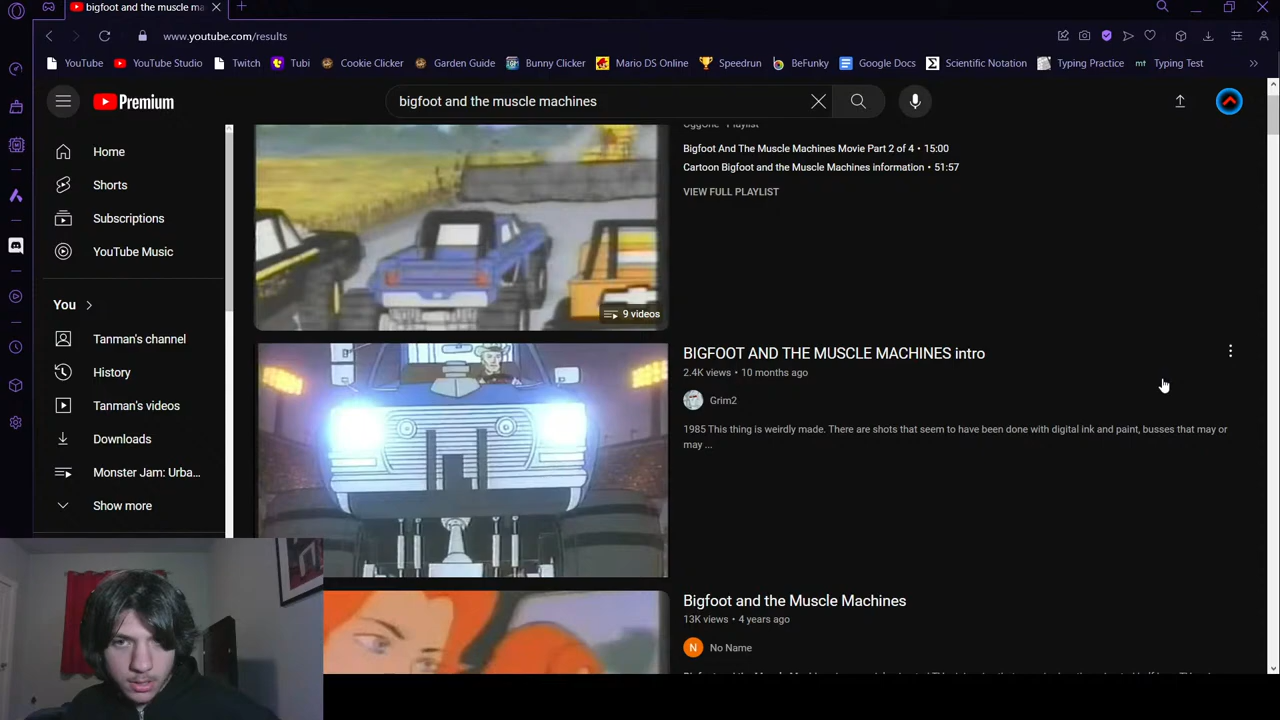 bigfoot and the muscle ma
www.youtube.com/results
YouTube
YouTube Studio
Twitch
Tubi
Cookie Clicker
Garden Guide
Bunny Clicker
Mario DS Online
Speedrun
BeFunky
Google Docs
Scientific Notation
Typing Practice
mt
Typing Test
Premium
bigfoot and the muscle machines
Home
Shorts
Subscriptions
YouTube Music
You
Tanman's channel
History
Tanman's videos
Downloads
Monster Jam: Urba...
Show more
Bigfoot And The Muscle Machines Movie Part 2 of 4 • 15:00
Cartoon Bigfoot and the Muscle Machines information • 51:57
VIEW FULL PLAYLIST
9 videos
BIGFOOT AND THE MUSCLE MACHINES intro
2.4K views • 10 months ago
Grim2
1985 This thing is weirdly made. There are shots that seem to have been done with digital ink and paint, busses that may or
may ...
Bigfoot and the Muscle Machines
13K views • 4 years ago
N
No Name